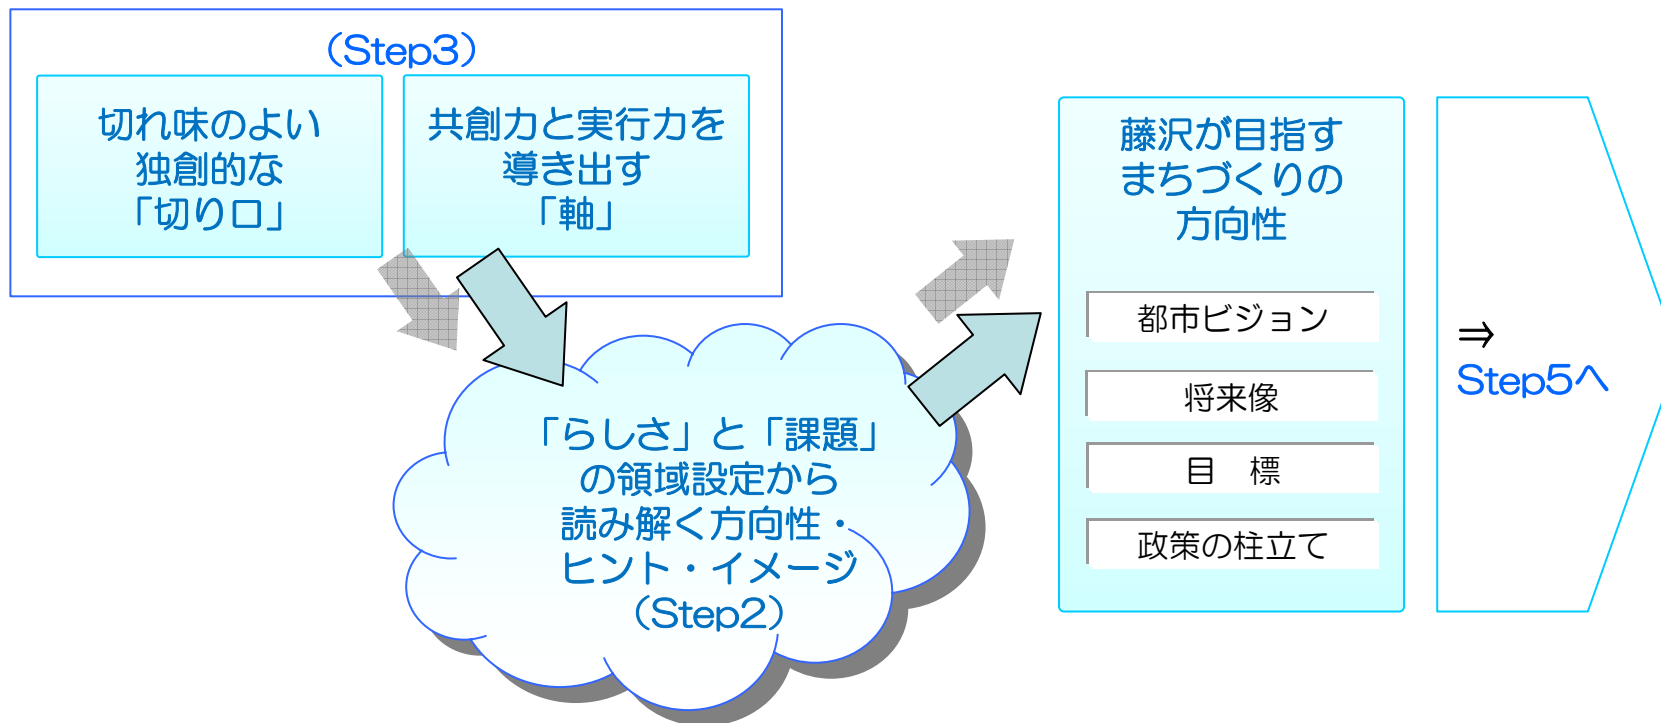 （Step3）
切れ味のよい
独創的な
「切り口」
共創力と実行力を
導き出す
「軸」
「らしさ」と「課題」
の領域設定から
読み解く方向性・
ヒント・イメージ
（Step2）
藤沢が目指す
まちづくりの
方向性
都市ビジョン
将来像
目　標
政策の柱立て
⇒
Step5へ